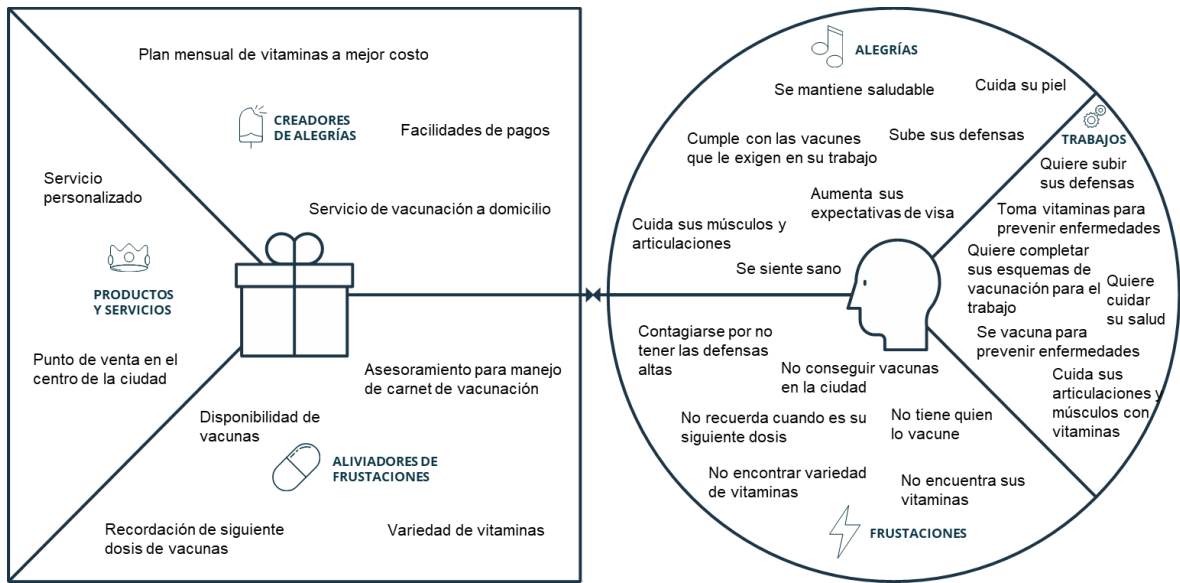 Plan mensual de vitaminas a mejor costo
CREADORES
DE ALEGRÍAS
Facilidades de pagos
Servicio de vacunación a domicilio
Servicio
personalizado
PRODUCTOS
Y SERVICIOS
Punto de venta en el
centro de la ciudad
Asesoramiento para manejo
de carnet de vacunación
Disponibilidad de
vacunas
ALIVIADORES DE
FRUSTACIONES
Recordación de siguiente
dosis de vacunas
Variedad de vitaminas
ALEGRÍAS
Se mantiene saludable
Cuida su piel
Cumple con las vacunes
que le exigen en su trabajo
Sube sus defensas
Aumenta sus
expectativas de visa
Cuida sus músculos y
articulaciones
Se siente sano
TRABAJOS
Quiere subir
sus defensas
Toma vitaminas para
prevenir enfermedades
Quiere completar
sus esquemas de
vacunación para el
trabajo
Quiere
cuidar
su salud
Se vacuna para
prevenir enfermedades
Cuida sus
articulaciones y
músculos con
vitaminas
Contagiarse por no
tener las defensas
altas
No conseguir vacunas
en la ciudad
No recuerda cuando es su
siguiente dosis
No tiene quien
lo vacune
No encontrar variedad
de vitaminas
No encuentra sus
vitaminas
FRUSTACIONES